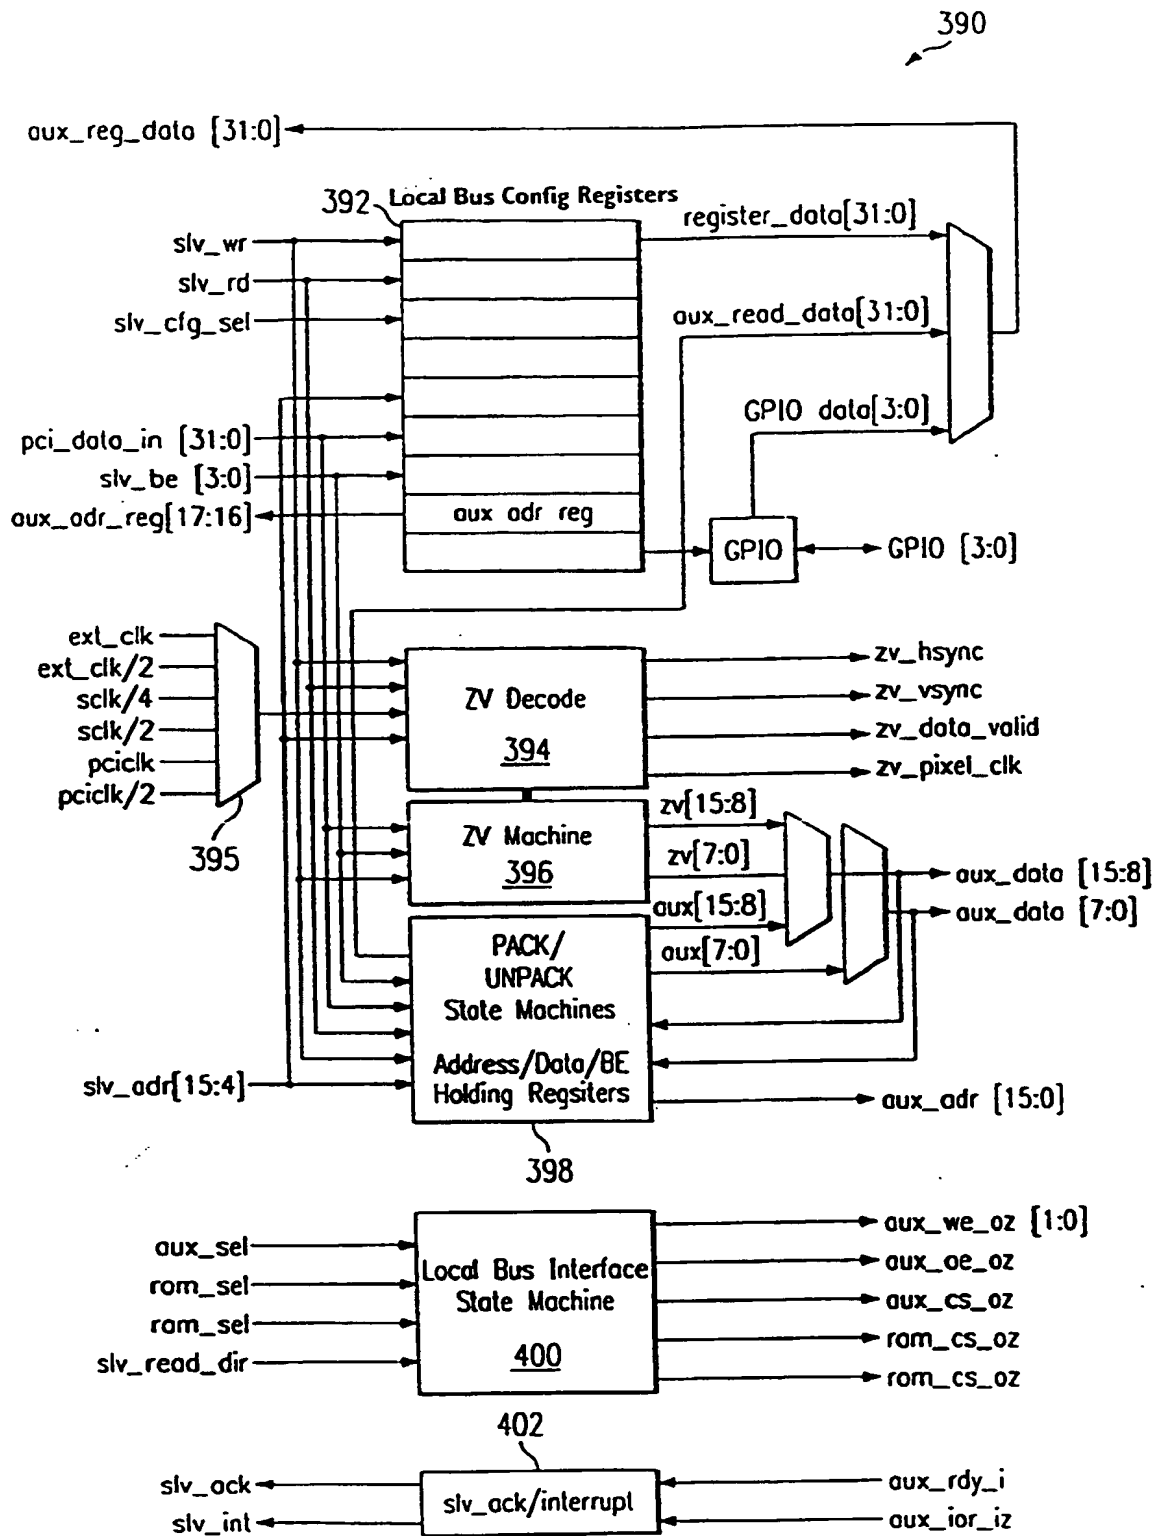 390
aux_reg_data [31:0]
392 Local Bus Config Registers
register_data[31:0]
slv_wr
slv_rd
slv_cfg_sel
aux_read_data[31:0]
GPIO data[3:0]
pci_data_in [31:0]
slv_be [3:0]
aux_adr_reg[17:16]
aux adr reg
GPIO
GPIO [3:0]
ext_clk
ext_clk/2
sclk/4
sclk/2
pciclk
pciclk/2
395
ZV Decode
394
zv_hsync
zv_vsync
zv_data_valid
zv_pixel_clk
ZV Machine
396
zv[15:8]
zv[7:0]
aux[15:8]
aux[7:0]
aux_data [15:8]
aux_data [7:0]
PACK/
UNPACK
State Machines
Address/Data/BE
Holding Regsiters
slv_adr[15:4]
aux_adr [15:0]
398
aux_sel
rom_sel
ram_sel
slv_read_dir
Local Bus Interface
State Machine
400
aux_we_oz [1:0]
aux_oe_oz
aux_cs_oz
ram_cs_oz
rom_cs_oz
402
slv_ack
slv_int
slv_ack/interrupt
aux_rdy_i
aux_ior_iz